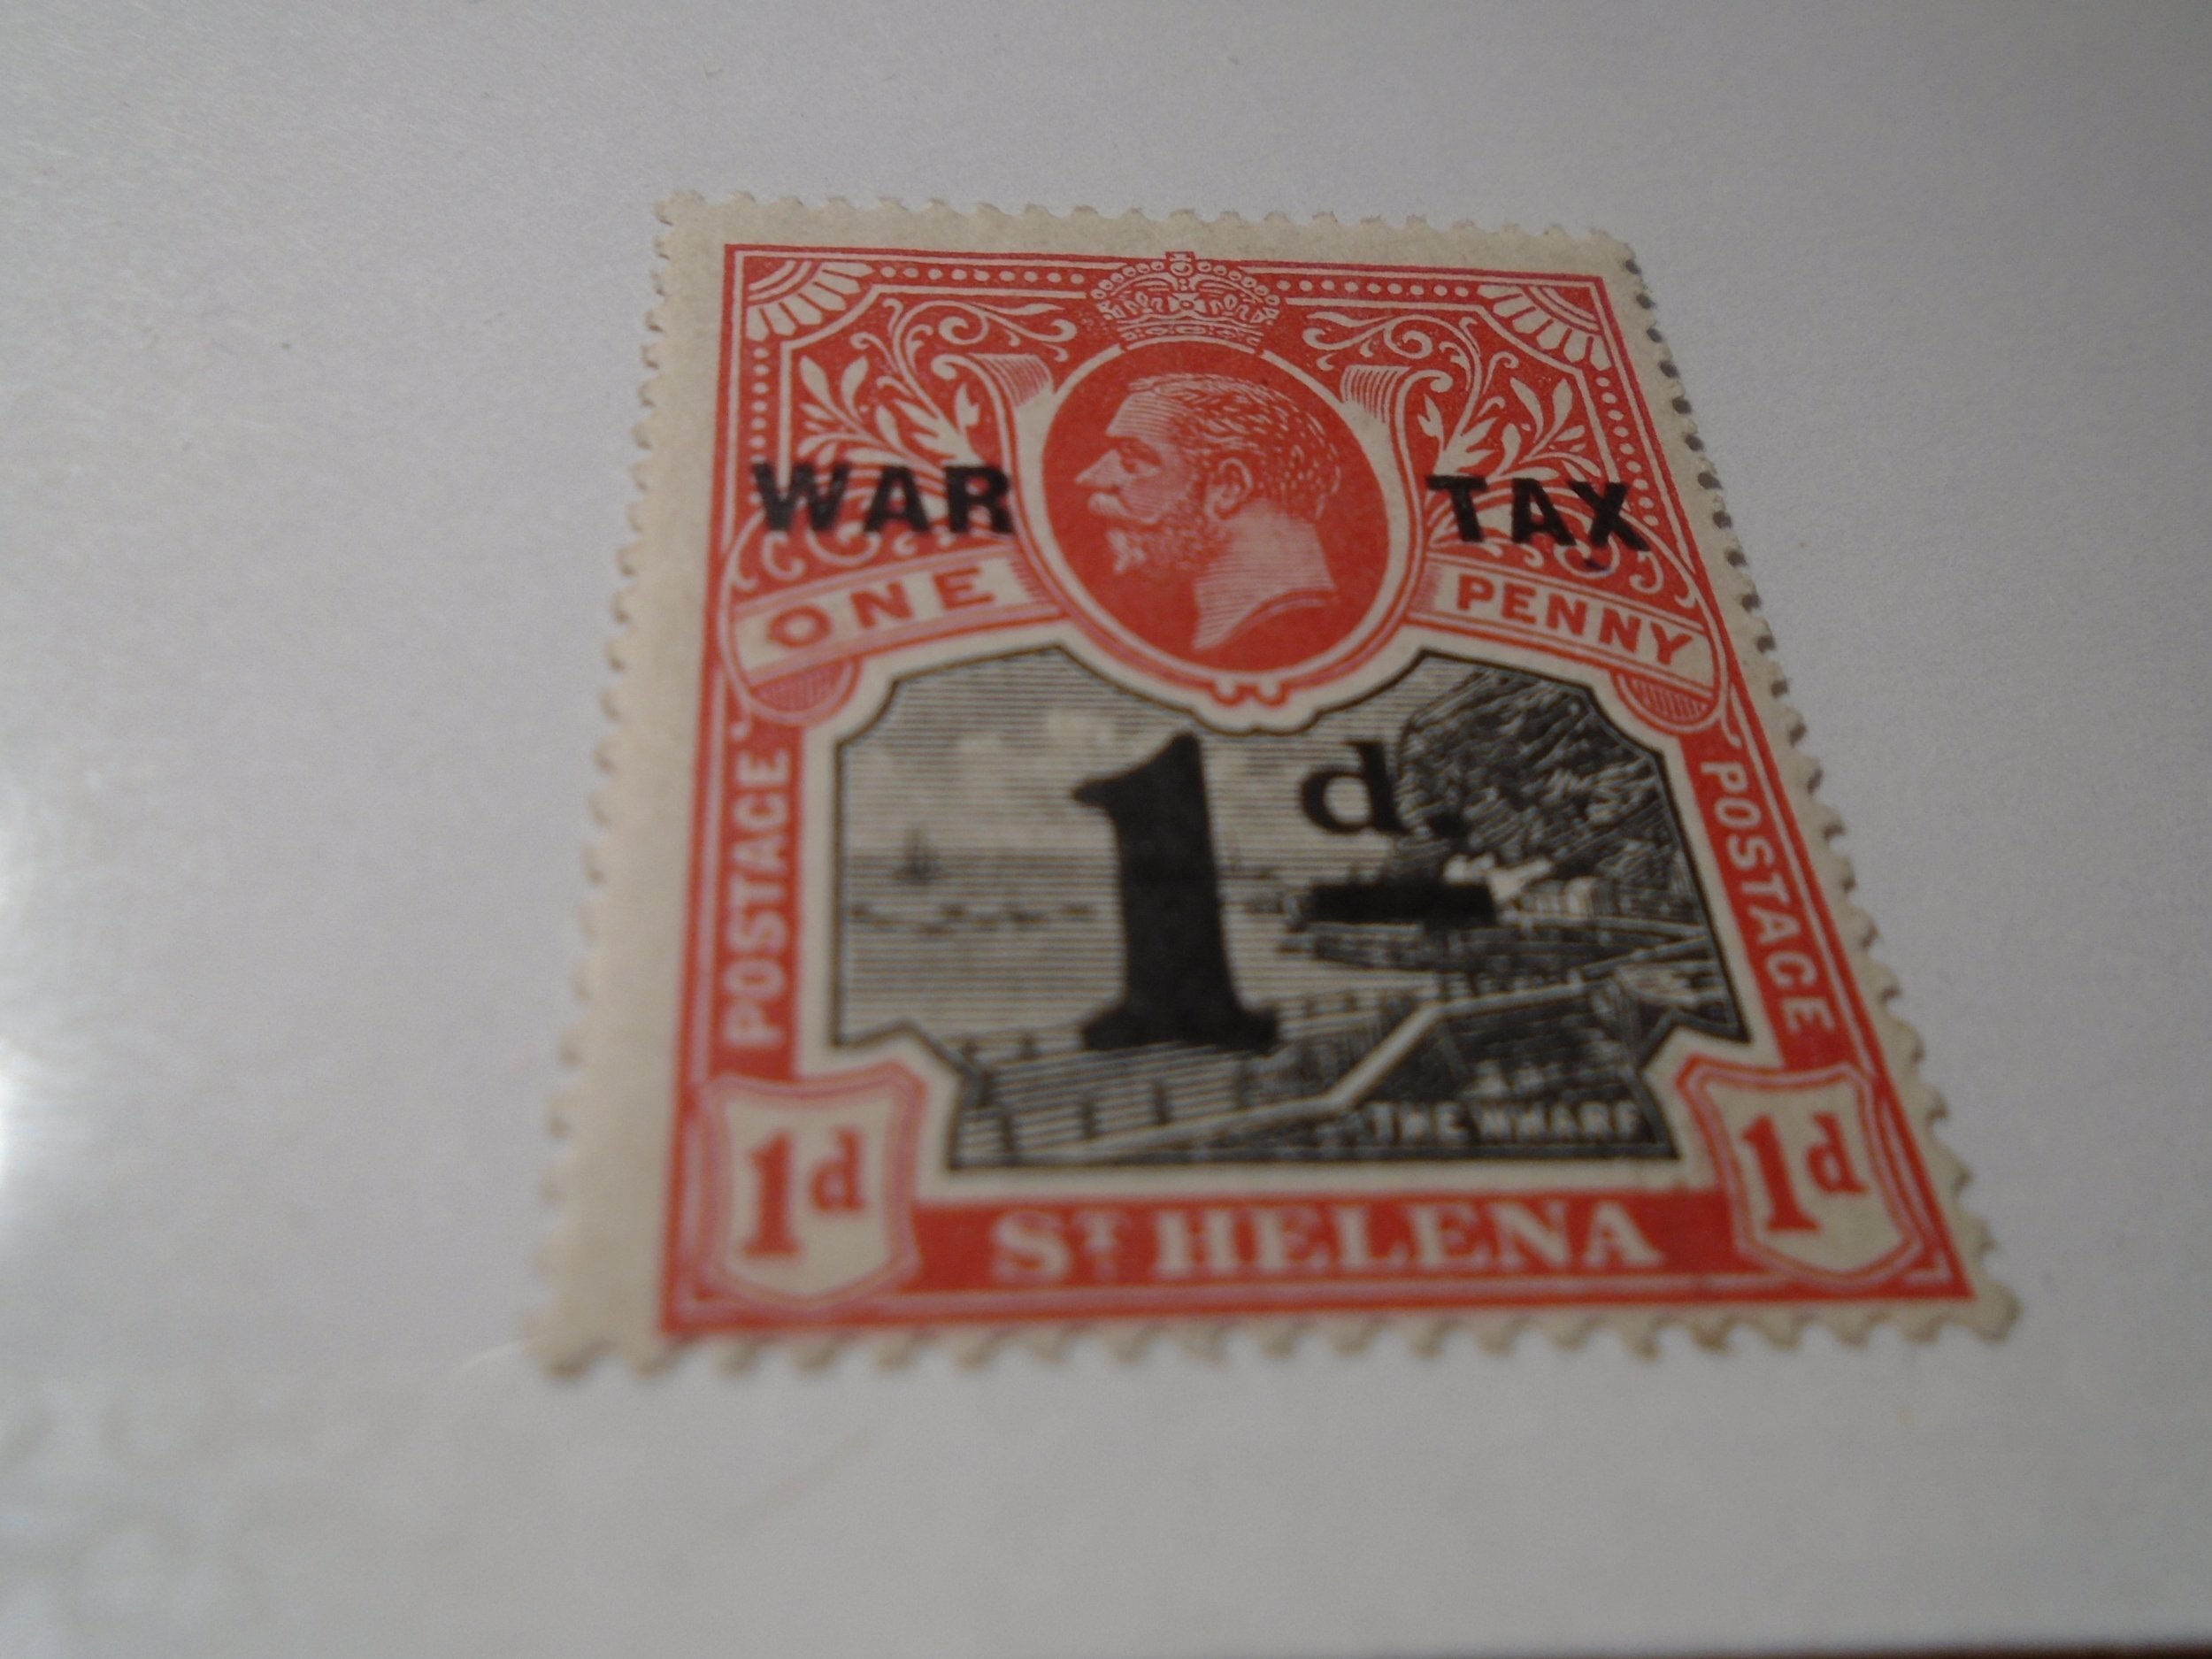 WAR TAX
ONE PENNY
1d.
POSTAGE
POSTAGE
THE WHARF
1d
1d
ST HELENA